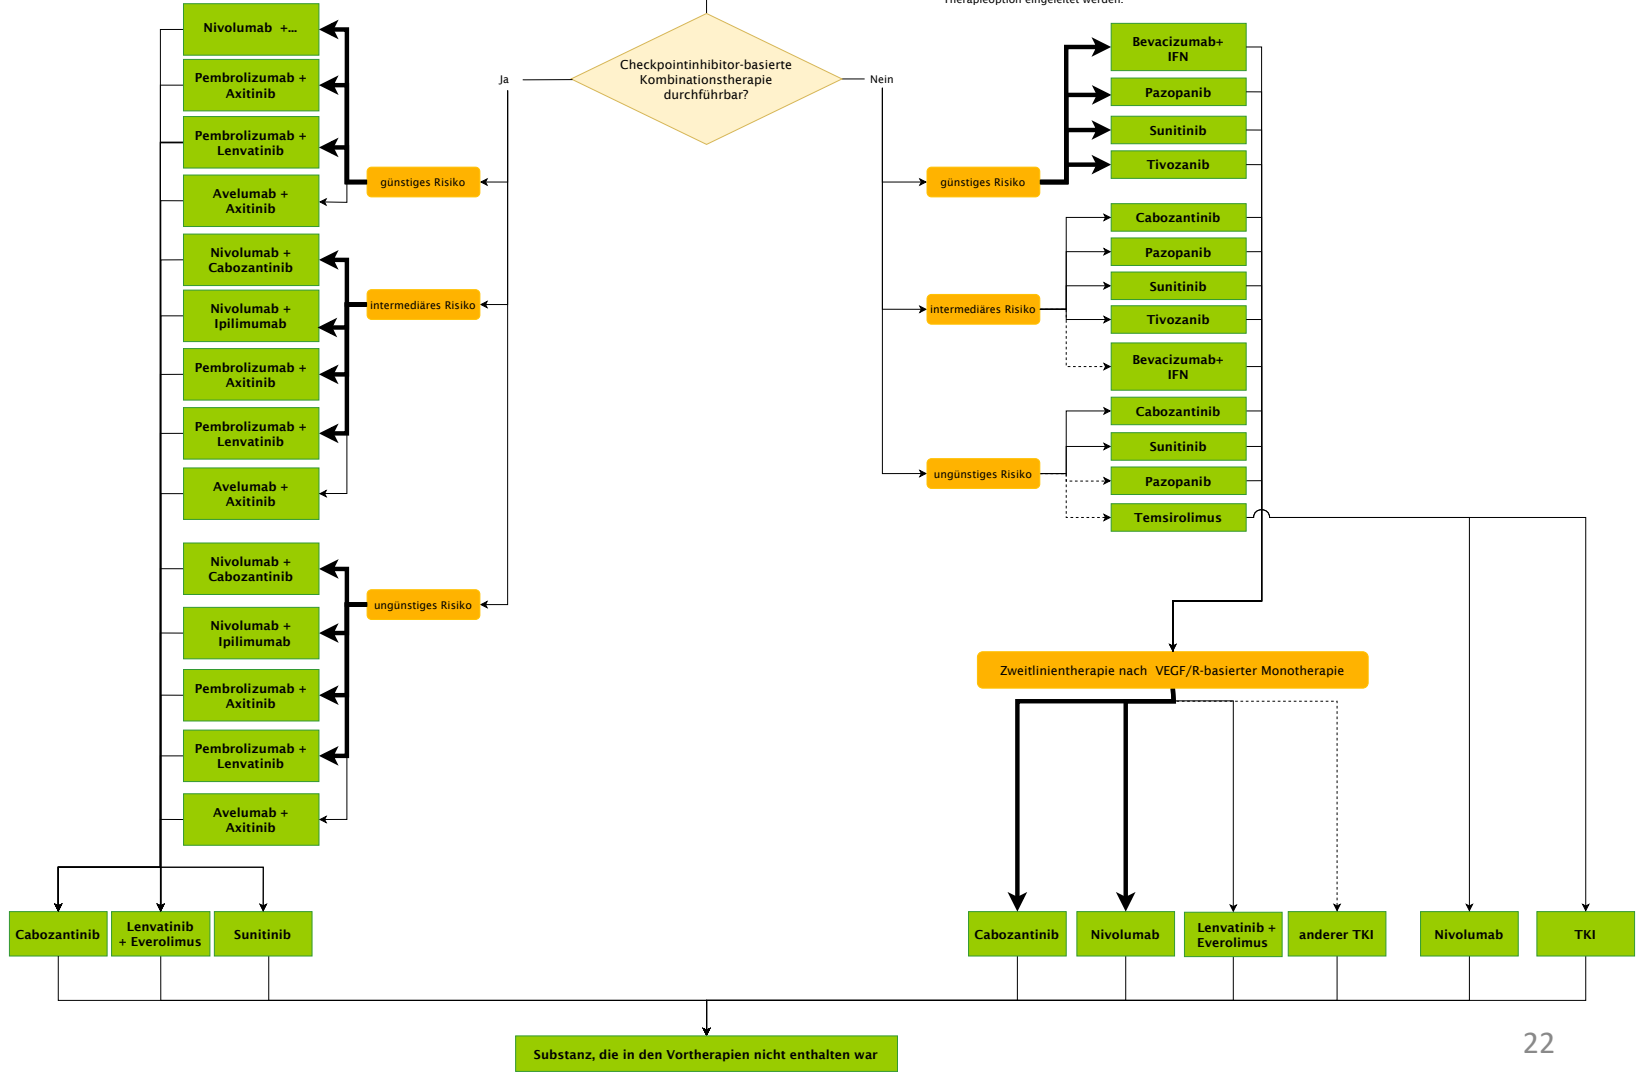 Therapieoption eingeleitet werden.
Checkpointinhibitor-basierte
Kombinationstherapie
durchführbar?
Ja
Nein
Nivolumab +...
Pembrolizumab +
Axitinib
Pembrolizumab +
Lenvatinib
Avelumab +
Axitinib
günstiges Risiko
Nivolumab +
Cabozantinib
Nivolumab +
Ipilimumab
Pembrolizumab +
Axitinib
Pembrolizumab +
Lenvatinib
Avelumab +
Axitinib
intermediäres Risiko
Nivolumab +
Cabozantinib
Nivolumab +
Ipilimumab
Pembrolizumab +
Axitinib
Pembrolizumab +
Lenvatinib
Avelumab +
Axitinib
ungünstiges Risiko
Cabozantinib
Lenvatinib
+ Everolimus
Sunitinib
günstiges Risiko
Bevacizumab+
IFN
Pazopanib
Sunitinib
Tivozanib
intermediäres Risiko
Cabozantinib
Pazopanib
Sunitinib
Tivozanib
Bevacizumab+
IFN
ungünstiges Risiko
Cabozantinib
Sunitinib
Pazopanib
Temsirolimus
Zweitlinientherapie nach VEGF/R-basierter Monotherapie
Cabozantinib
Nivolumab
Lenvatinib +
Everolimus
anderer TKI
Nivolumab
TKI
Substanz, die in den Vortherapien nicht enthalten war
22